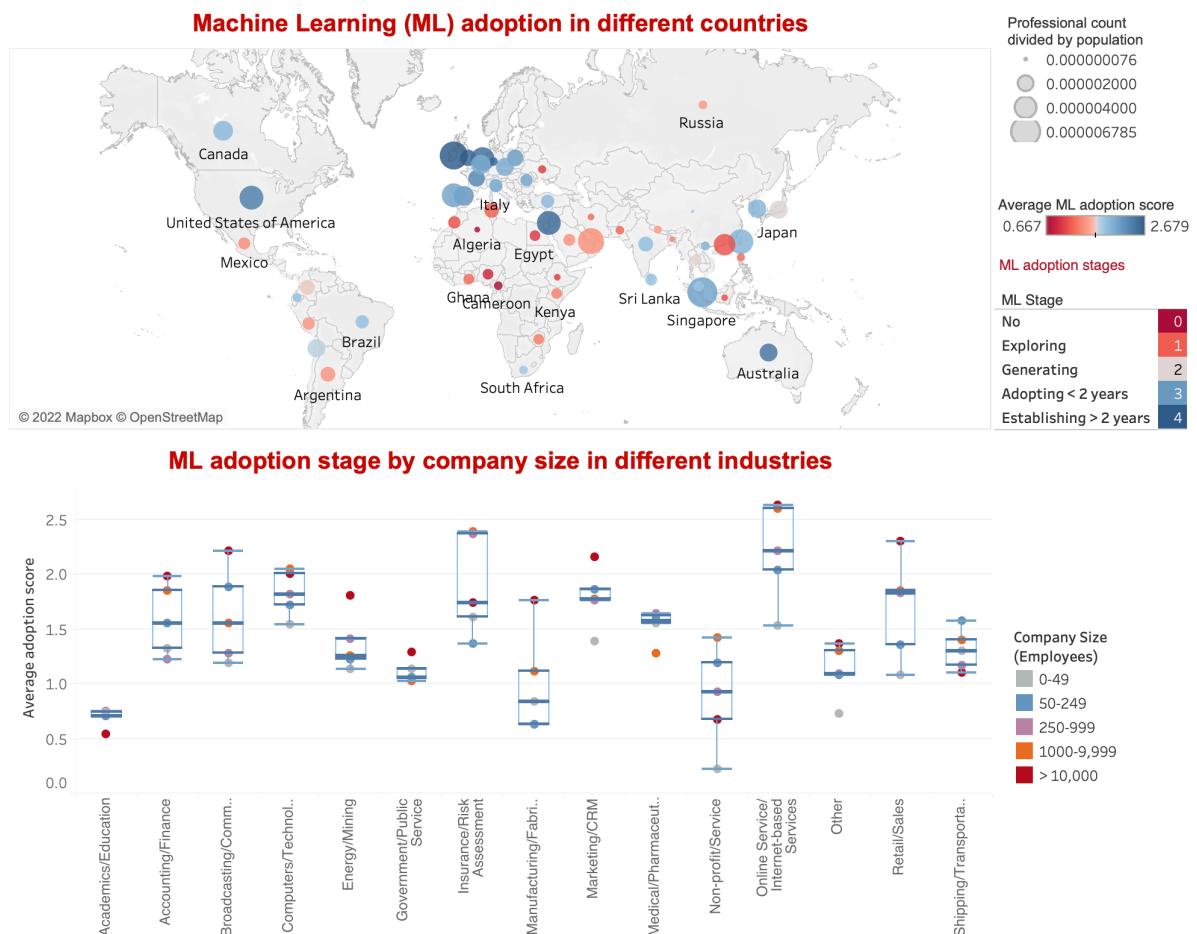 Machine Learning (ML) adoption in different countries
Professional count
divided by population
0.000000076
0.000002000
0.000004000
0.000006785
Canada
Russia
United States of America
Mexico
Italy
Algeria
Egypt
Japan
Ghana
Cameroon
Kenya
Sri Lanka
Singapore
Brazil
Argentina
South Africa
Australia
© 2022 Mapbox © OpenStreetMap
Average ML adoption score
0.667
2.679
ML adoption stages
ML Stage
No 0
Exploring 1
Generating 2
Adopting < 2 years 3
Establishing > 2 years 4
ML adoption stage by company size in different industries
Average adoption score
2.5
2.0
1.5
1.0
0.5
0.0
Academics/Education
Accounting/Finance
Broadcasting/Comm..
Computers/Technol..
Energy/Mining
Government/Public
Service
Insurance/Risk
Assessment
Manufacturing/Fabri..
Marketing/CRM
Medical/Pharmaceut..
Non-profit/Service
Online Service/
Internet-based
Services
Other
Retail/Sales
Shipping/Transporta..
Company Size
(Employees)
0-49
50-249
250-999
1000-9,999
> 10,000